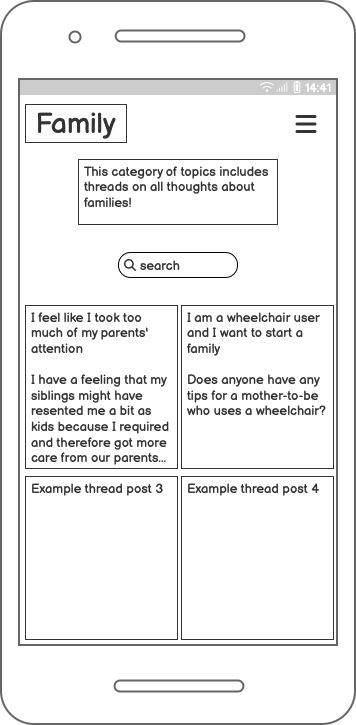 14:41
Family
This category of topics includes
threads on all thoughts about
families!
search
I feel like I took too
much of my parents'
attention
I have a feeling that my
siblings might have
resented me a bit as
kids because I required
and therefore got more
care from our parents...
I am a wheelchair user
and I want to start a
family
Does anyone have any
tips for a mother-to-be
who uses a wheelchair?
Example thread post 3
Example thread post 4